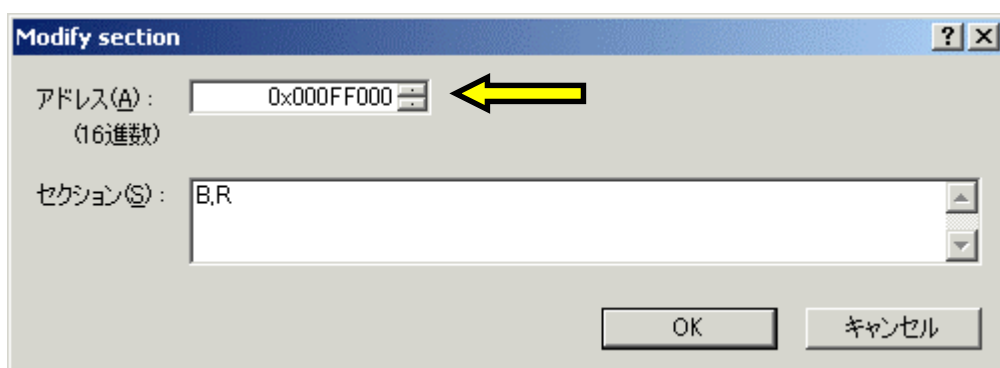 Modify section
アドレス(A) : 0x000FF000
(16進数)
セクション(S) : B,R
OK キャンセル